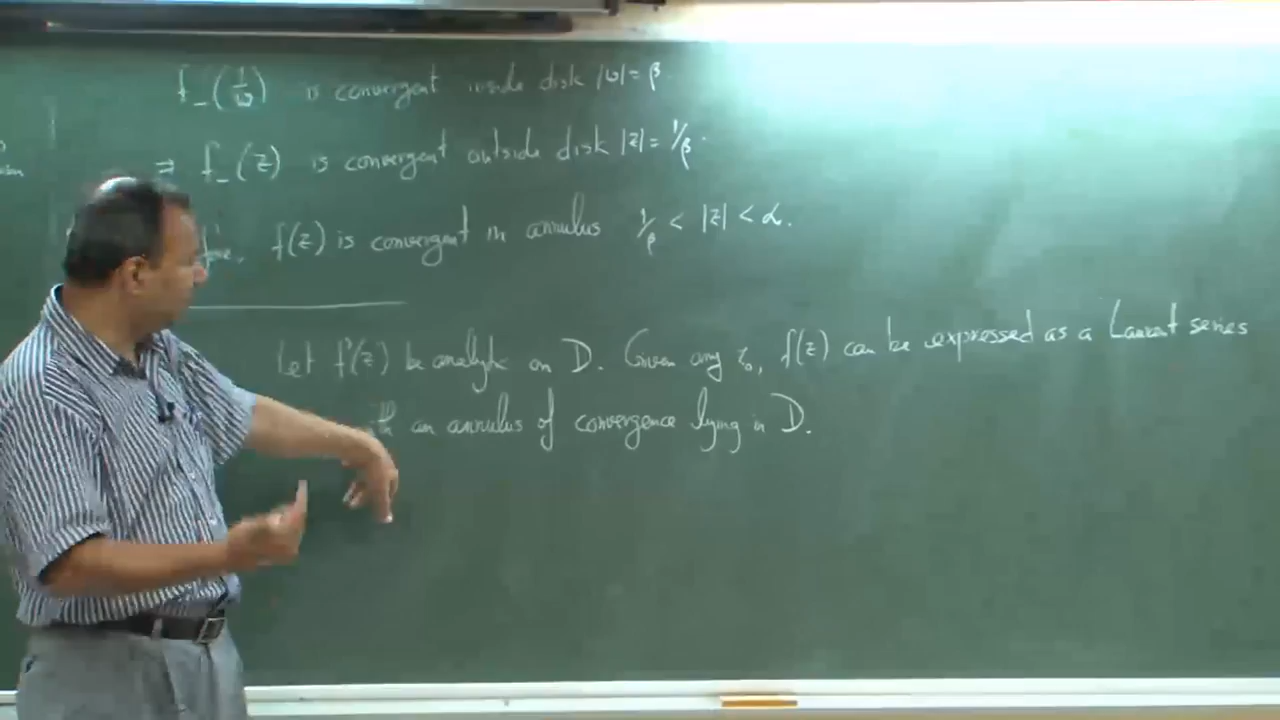 f_-(1/ω) is convergent inside disk |ω| = β.
⇒ f_-(z) is convergent outside disk |z| = 1/β.
f(z) is convergent in annulus 1/β < |z| < α.
Let f(z) be analytic on D. Given any z₀, f(z) can be expressed as a Laurent series
an annulus of convergence lying in D.